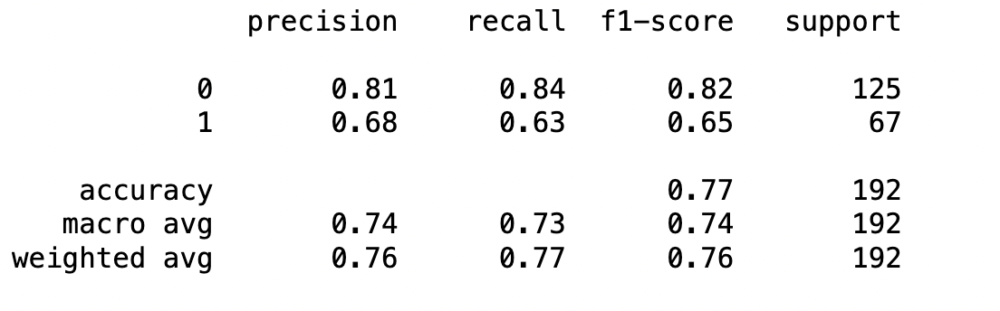 precision recall f1-score support
0 0.81 0.84 0.82 125
1 0.68 0.63 0.65 67
accuracy 0.77 192
macro avg 0.74 0.73 0.74 192
weighted avg 0.76 0.77 0.76 192